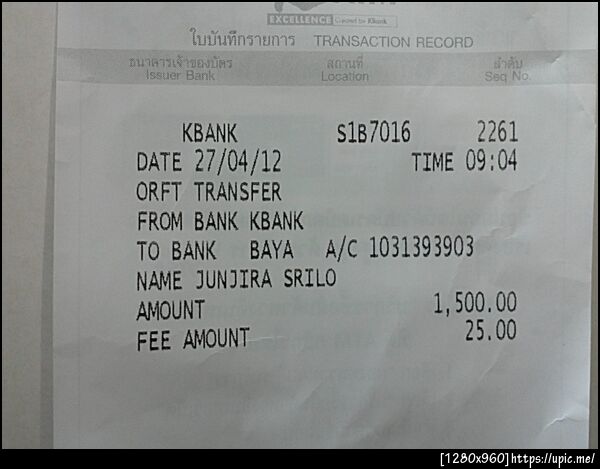 EXCELLENCE Created by KBank
ใบบันทึกรายการ TRANSACTION RECORD
ธนาคารเจ้าของบัตร สถานที่ ลำดับ
Issuer Bank Location Seq No.
KBANK S1B7016 2261
DATE 27/04/12 TIME 09:04
ORFT TRANSFER
FROM BANK KBANK
TO BANK BAYA A/C 1031393903
NAME JUNJIRA SRILO
AMOUNT 1,500.00
FEE AMOUNT 25.00
[1280x960]https://upic.me/